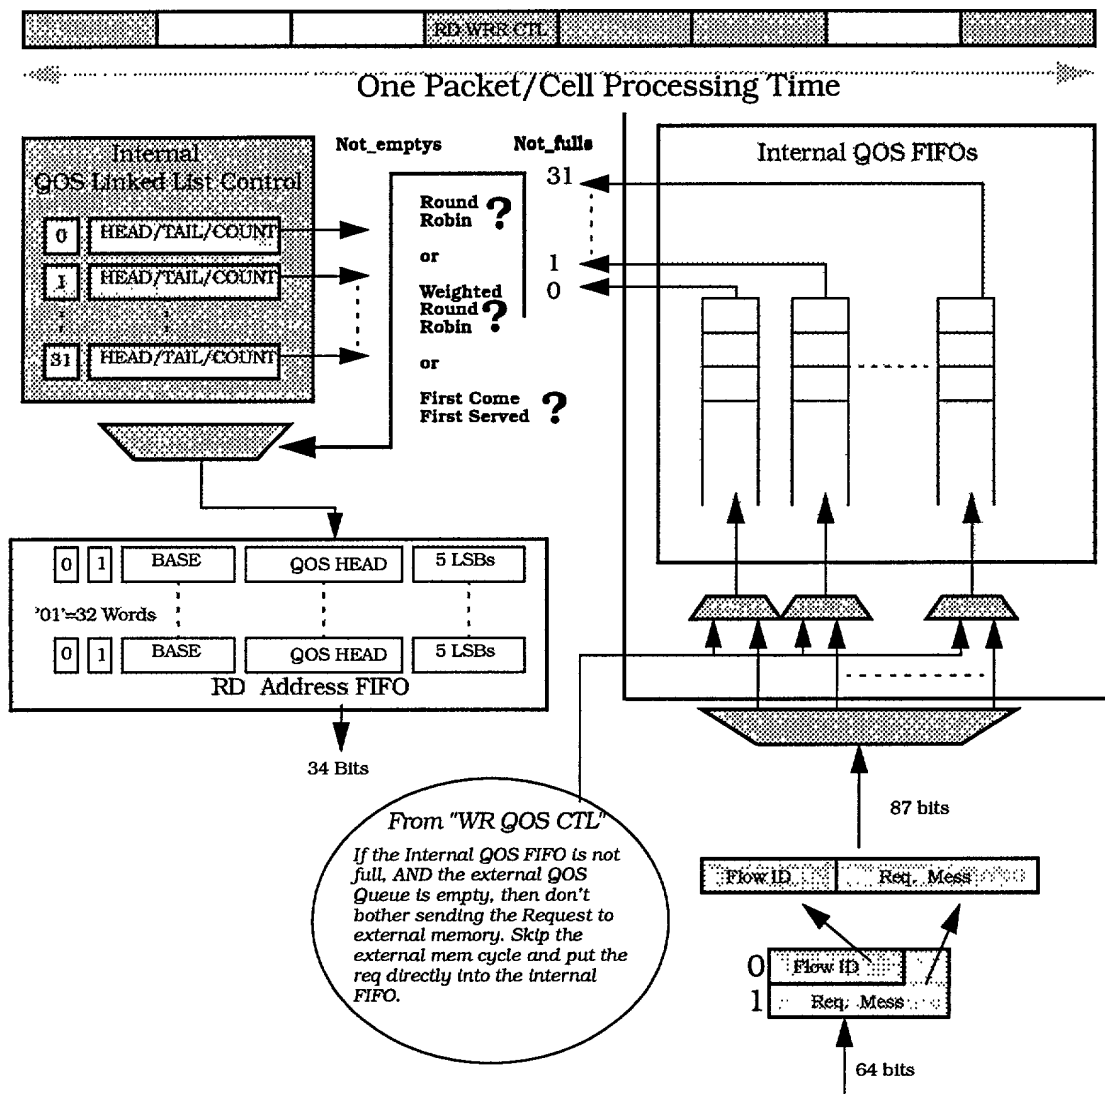 RD WRR CTL
One Packet/Cell Processing Time
Internal
QOS Linked List Control
0 HEAD/TAIL/COUNT
1 HEAD/TAIL/COUNT
31 HEAD/TAIL/COUNT
Not_emptys
Not_fulls
31
1
0
Round
Robin ?
or
Weighted
Round
Robin ?
or
First Come
First Served ?
Internal QOS FIFOs
0 1 BASE QOS HEAD 5 LSBs
'01'=32 Words
0 1 BASE QOS HEAD 5 LSBs
RD Address FIFO
34 Bits
From "WR QOS CTL"
If the Internal QOS FIFO is not
full, AND the external QOS
Queue is empty, then don't
bother sending the Request to
external memory. Skip the
external mem cycle and put the
req directly into the internal
FIFO.
87 bits
Flow ID Req. Mess
0 Flow ID
1 Req. Mess
64 bits